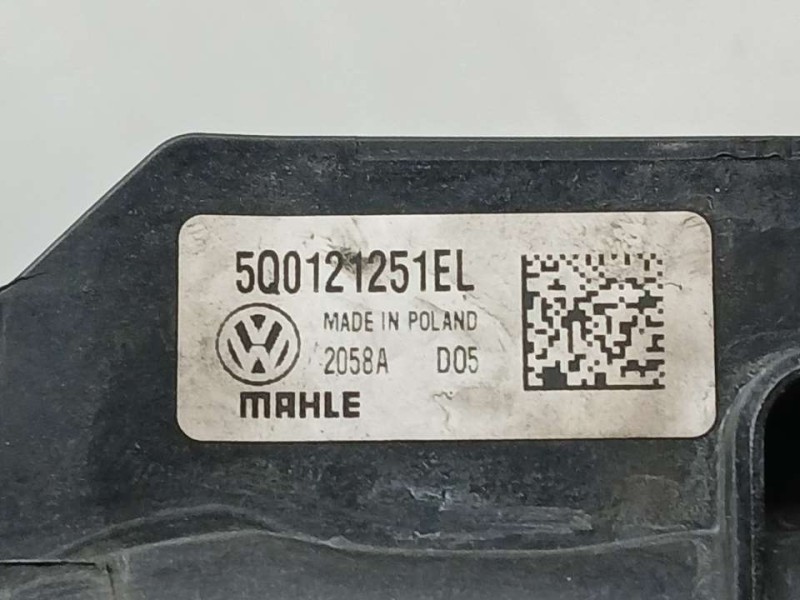 5Q0121251EL
MADE IN POLAND
2058A D05
MAHLE